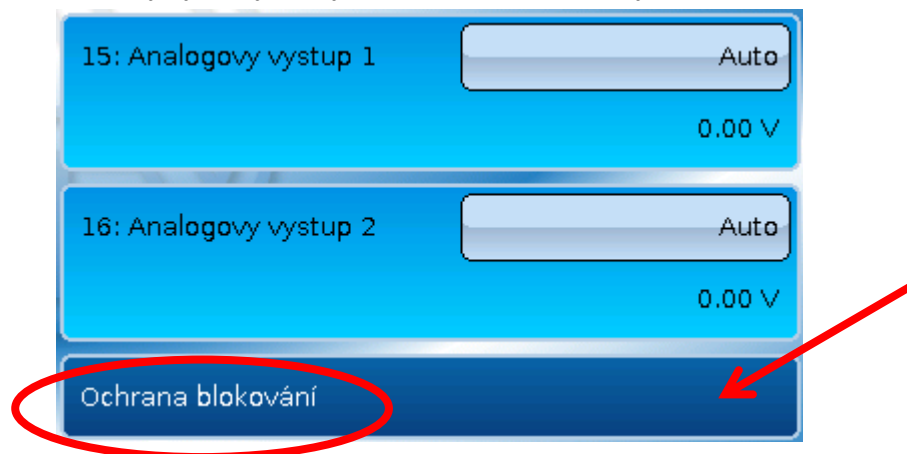 15: Analogovy vystup 1
Auto
0.00 V
16: Analogovy vystup 2
Auto
0.00 V
Ochrana blokování